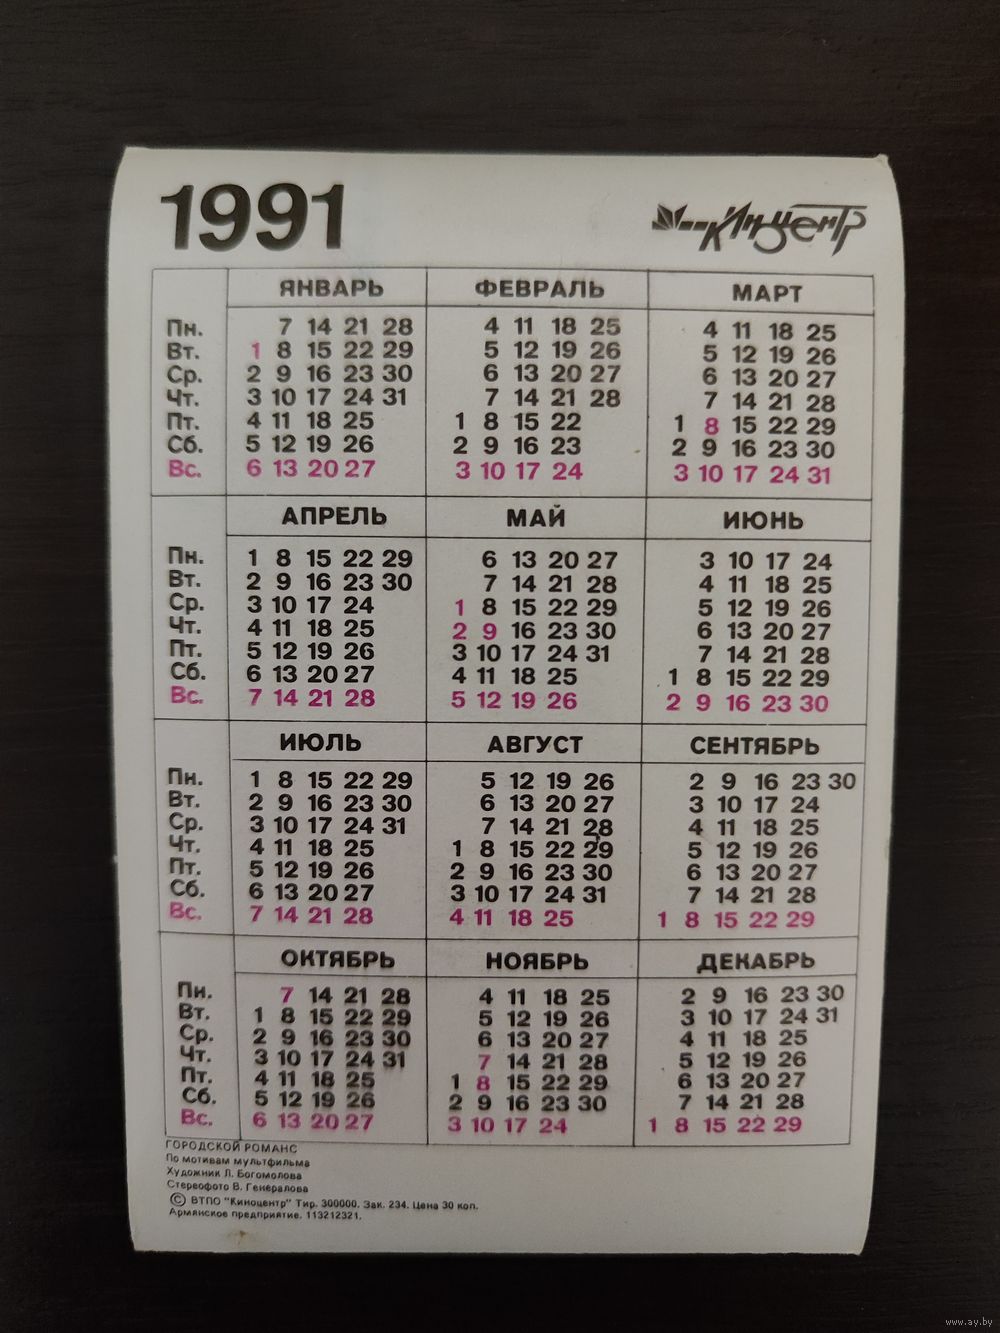 1991 Киноцентр
ЯНВАРЬ ФЕВРАЛЬ МАРТ
Пн. 7 14 21 28 4 11 18 25 4 11 18 25
Вт. 1 8 15 22 29 5 12 19 26 5 12 19 26
Ср. 2 9 16 23 30 6 13 20 27 6 13 20 27
Чт. 3 10 17 24 31 7 14 21 28 7 14 21 28
Пт. 4 11 18 25 1 8 15 22 1 8 15 22 29
Сб. 5 12 19 26 2 9 16 23 2 9 16 23 30
Вс. 6 13 20 27 3 10 17 24 3 10 17 24 31
АПРЕЛЬ МАЙ ИЮНЬ
Пн. 1 8 15 22 29 6 13 20 27 3 10 17 24
Вт. 2 9 16 23 30 7 14 21 28 4 11 18 25
Ср. 3 10 17 24 1 8 15 22 29 5 12 19 26
Чт. 4 11 18 25 2 9 16 23 30 6 13 20 27
Пт. 5 12 19 26 3 10 17 24 31 7 14 21 28
Сб. 6 13 20 27 4 11 18 25 1 8 15 22 29
Вс. 7 14 21 28 5 12 19 26 2 9 16 23 30
ИЮЛЬ АВГУСТ СЕНТЯБРЬ
Пн. 1 8 15 22 29 5 12 19 26 2 9 16 23 30
Вт. 2 9 16 23 30 6 13 20 27 3 10 17 24
Ср. 3 10 17 24 31 7 14 21 28 4 11 18 25
Чт. 4 11 18 25 1 8 15 22 29 5 12 19 26
Пт. 5 12 19 26 2 9 16 23 30 6 13 20 27
Сб. 6 13 20 27 3 10 17 24 31 7 14 21 28
Вс. 7 14 21 28 4 11 18 25 1 8 15 22 29
ОКТЯБРЬ НОЯБРЬ ДЕКАБРЬ
Пн. 7 14 21 28 4 11 18 25 2 9 16 23 30
Вт. 1 8 15 22 29 5 12 19 26 3 10 17 24 31
Ср. 2 9 16 23 30 6 13 20 27 4 11 18 25
Чт. 3 10 17 24 31 7 14 21 28 5 12 19 26
Пт. 4 11 18 25 1 8 15 22 29 6 13 20 27
Сб. 5 12 19 26 2 9 16 23 30 7 14 21 28
Вс. 6 13 20 27 3 10 17 24 1 8 15 22 29
ГОРОДСКОЙ РОМАНС
По мотивам мультфильма
Художник Л. Богомолова
Стереофото В. Генералова
© ВТПО "Киноцентр" Тир. 300000. Зак. 234. Цена 30 коп.
Армянское предприятие. 113212321.
www.ay.by